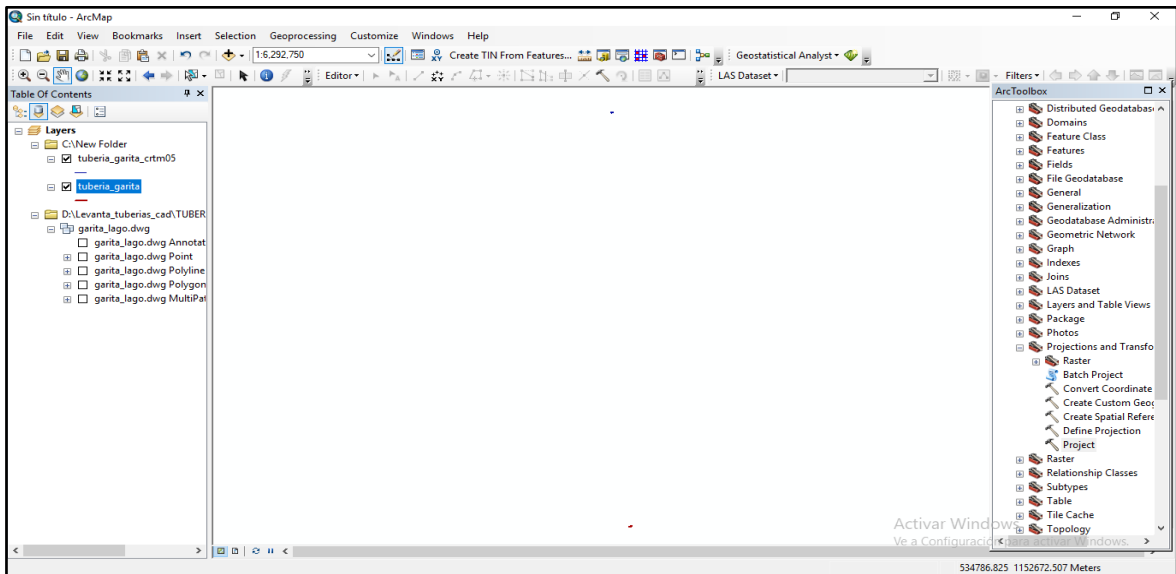 Sin título - ArcMap
File Edit View Bookmarks Insert Selection Geoprocessing Customize Windows Help
1:6,292,750 Create TIN From Features... Geostatistical Analyst
Editor LAS Dataset Filters
Table Of Contents
Layers
C:\New Folder
tuberia_garita_crtm05
tuberia_garita
D:\Levanta_tuberias_cad\TUBER
garita_lago.dwg
garita_lago.dwg Annotat
garita_lago.dwg Point
garita_lago.dwg Polyline
garita_lago.dwg Polygon
garita_lago.dwg MultiPat
ArcToolbox
Distributed Geodatabas
Domains
Feature Class
Features
Fields
File Geodatabase
General
Generalization
Geodatabase Administra
Geometric Network
Graph
Indexes
Joins
LAS Dataset
Layers and Table Views
Package
Photos
Projections and Transfo
Raster
Batch Project
Convert Coordinate
Create Custom Geog
Create Spatial Refere
Define Projection
Project
Raster
Relationship Classes
Subtypes
Table
Tile Cache
Topology
Activar Windows
Ve a Configuración para activar Windows.
534786.825 1152672.507 Meters